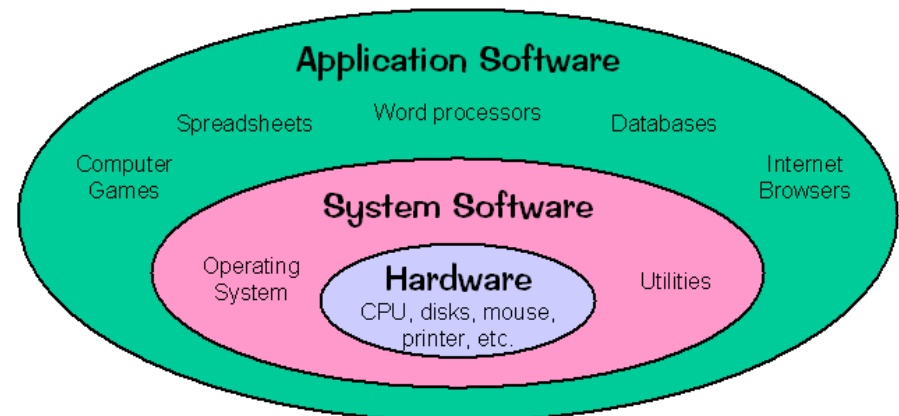 Application Software
Word processors
Spreadsheets
Databases
Computer
Games
Internet
Browsers
System Software
Operating
System
Utilities
Hardware
CPU, disks, mouse,
printer, etc.